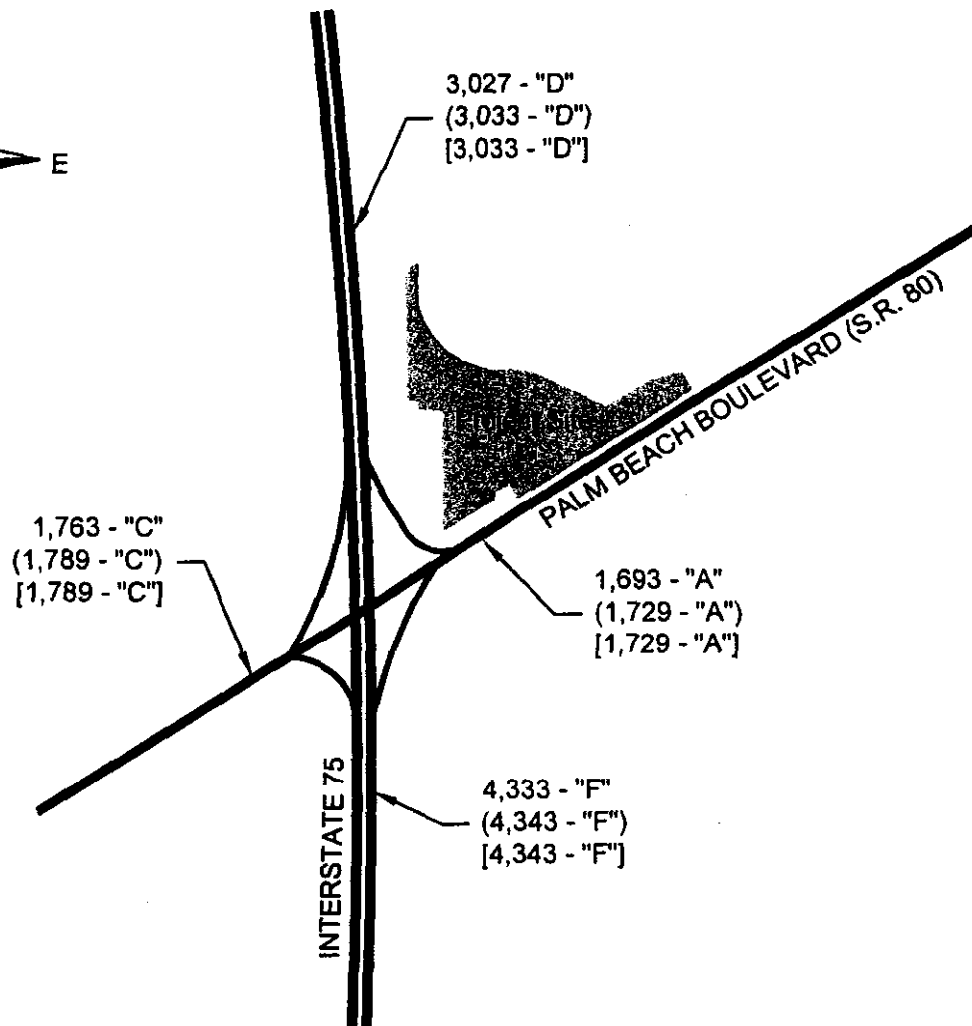 3,027 - "D"
(3,033 - "D")
[3,033 - "D"]
E
PALM BEACH BOULEVARD (S.R. 80)
1,763 - "C"
(1,789 - "C")
[1,789 - "C"]
1,693 - "A"
(1,729 - "A")
[1,729 - "A"]
INTERSTATE 75
4,333 - "F"
(4,343 - "F")
[4,343 - "F"]